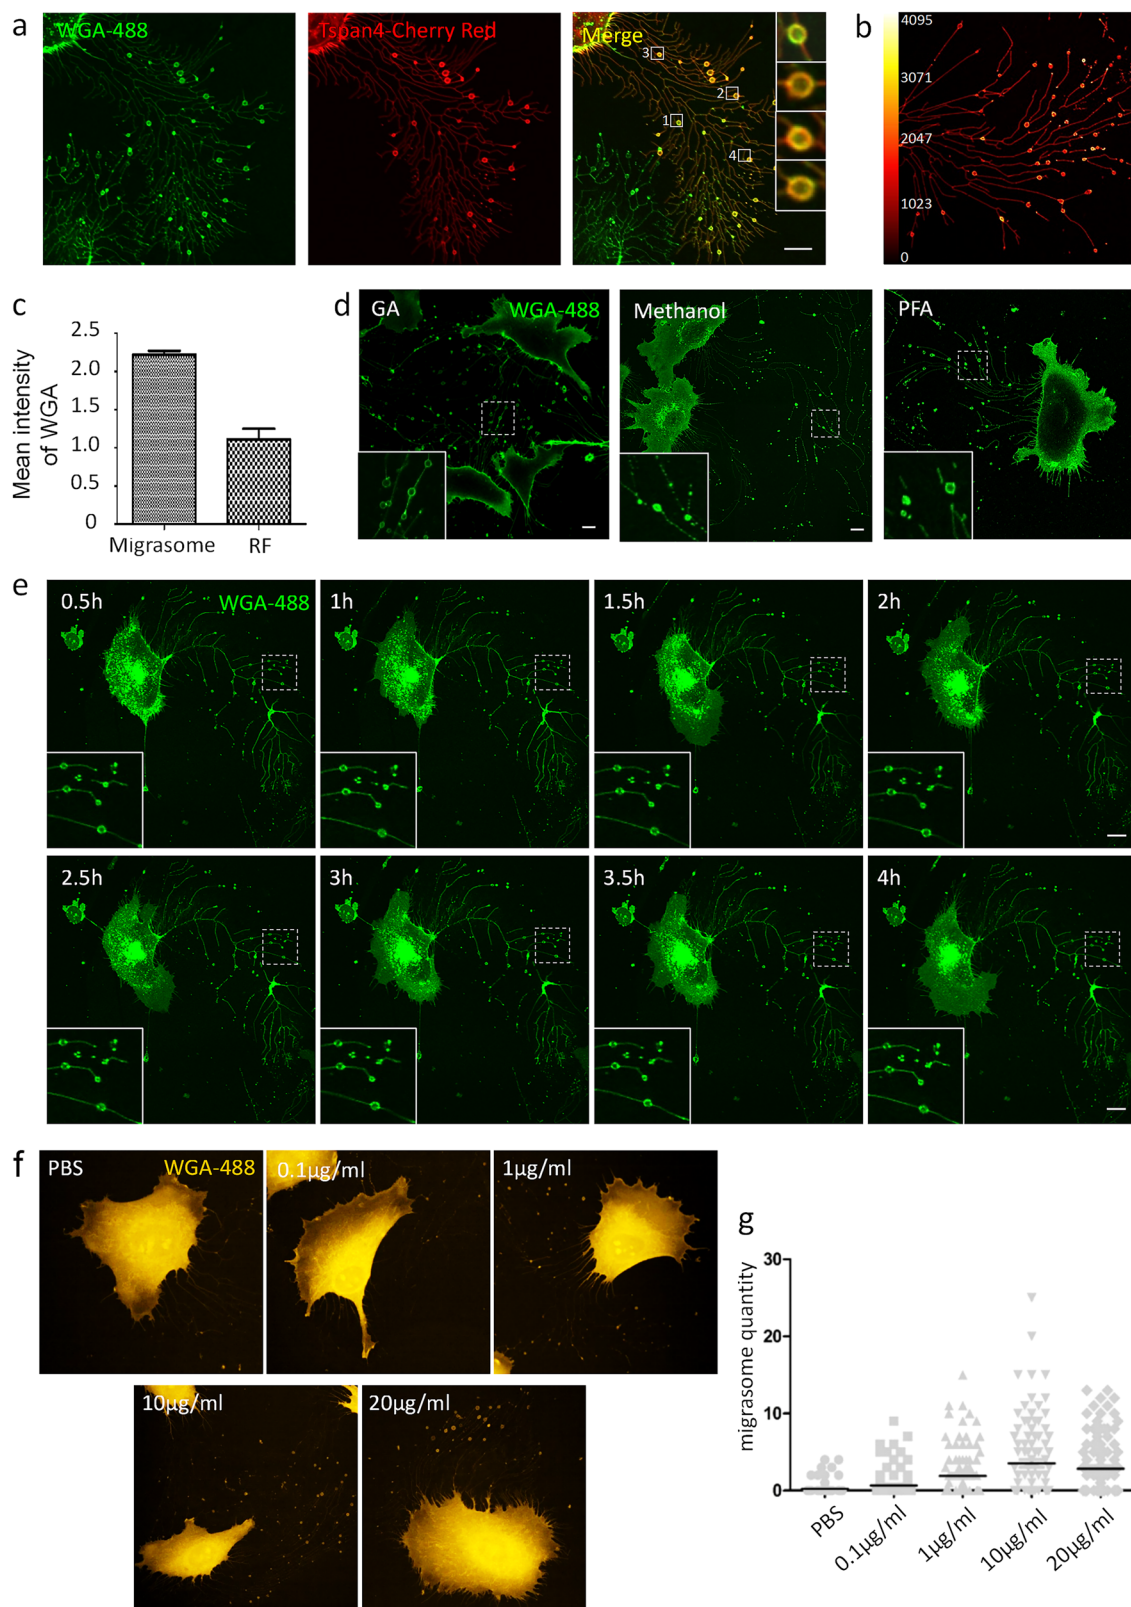 a
WGA-488
Tspan4-Cherry Red
Merge
3
2
1
4
b
4095
3071
2047
1023
0
c
Mean intensity
of WGA
2.5
2.0
1.5
1.0
0.5
0
Migrasome
RF
d
GA
WGA-488
Methanol
PFA
e
0.5h
WGA-488
1h
1.5h
2h
2.5h
3h
3.5h
4h
f
PBS
WGA-488
0.1µg/ml
1µg/ml
10µg/ml
20µg/ml
g
migrasome quantity
30
20
10
0
PBS
0.1µg/ml
1µg/ml
10µg/ml
20µg/ml